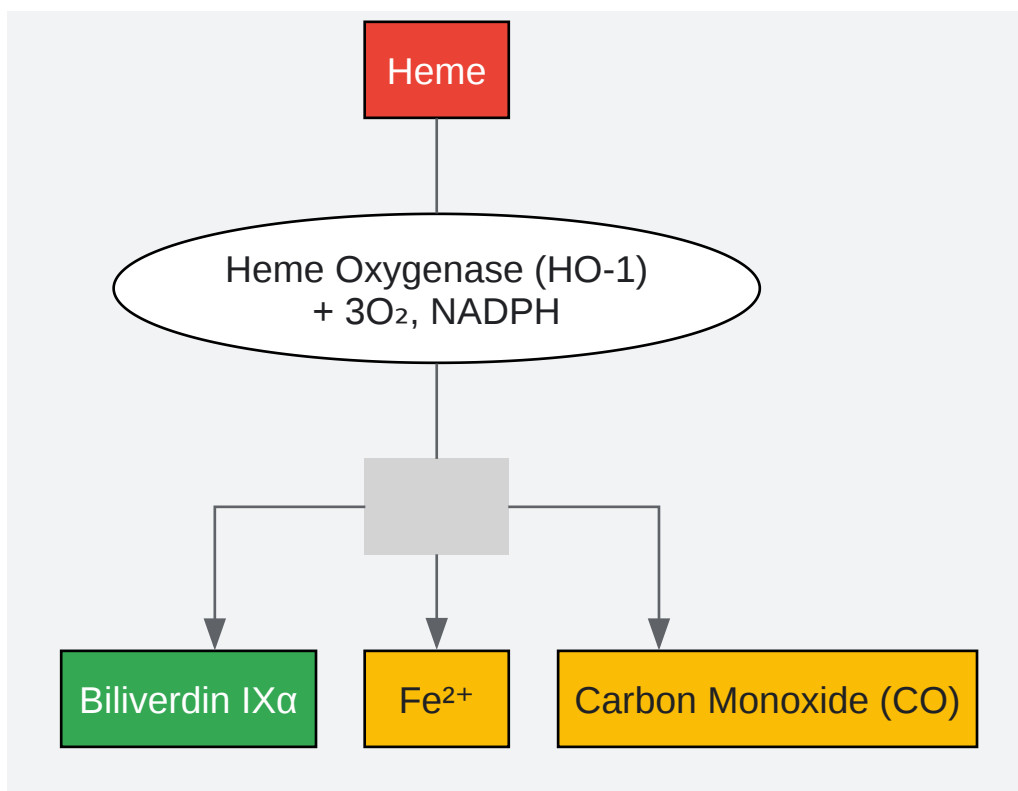 Heme
Heme Oxygenase (HO-1)
+ 3O₂, NADPH
Biliverdin IXα
Fe²⁺
Carbon Monoxide (CO)